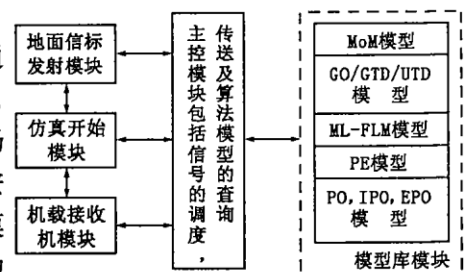 地面信标
发射模块
仿真开始
模块
机载接收
机模块
主控模块包括信号的调度，
传送及算法模型的查询
MoM模型
GO/GTD/UTD
模 型
ML-FLM模型
PE模型
PO,IPO,EPO
模 型
模型库模块